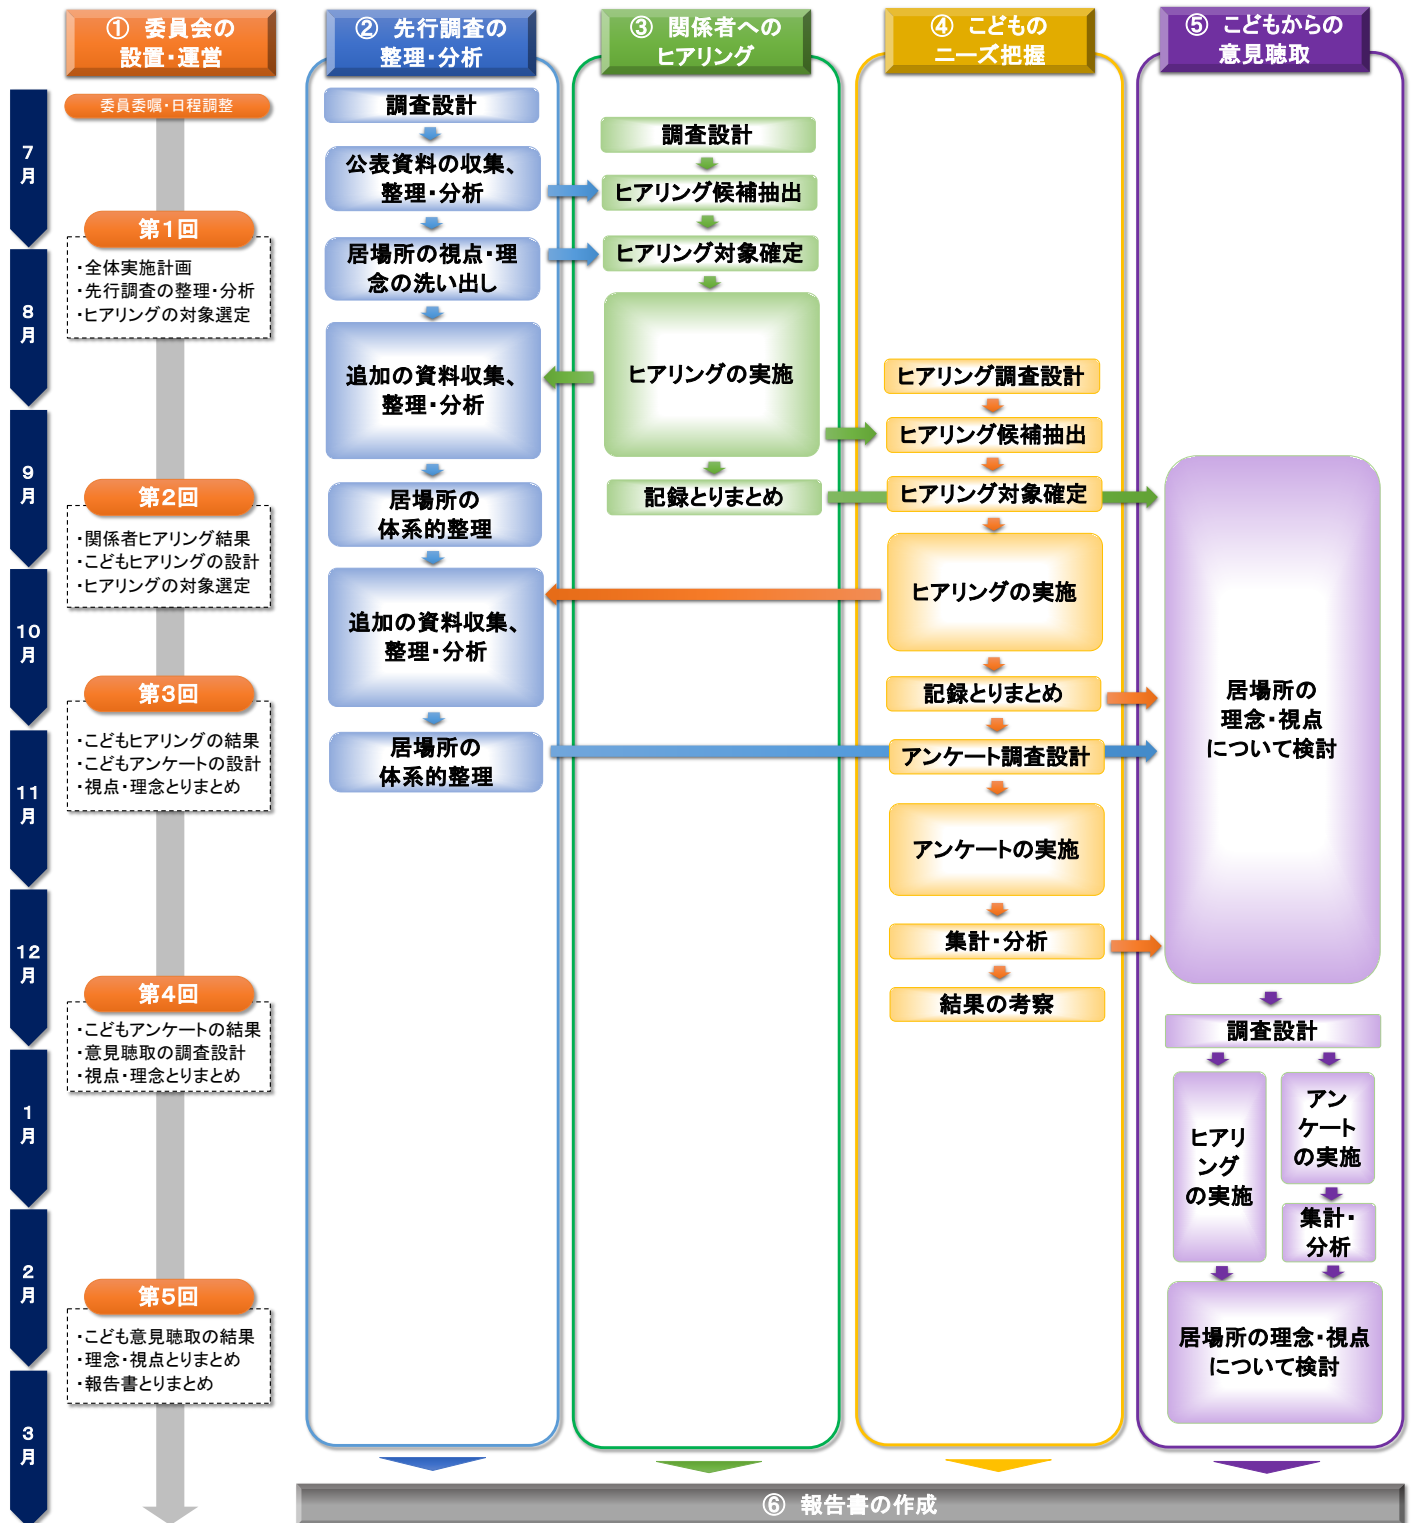 ① 委員会の
設置・運営
② 先行調査の
整理・分析
③ 関係者への
ヒアリング
④ こどもの
ニーズ把握
⑤ こどもからの
意見聴取
7
月
8
月
9
月
10
月
11
月
12
月
1
月
2
月
3
月
委員委嘱・日程調整
第1回
・全体実施計画
・先行調査の整理・分析
・ヒアリングの対象選定
第2回
・関係者ヒアリング結果
・こどもヒアリングの設計
・ヒアリングの対象選定
第3回
・こどもヒアリングの結果
・こどもアンケートの設計
・視点・理念とりまとめ
第4回
・こどもアンケートの結果
・意見聴取の調査設計
・視点・理念とりまとめ
第5回
・こども意見聴取の結果
・理念・視点とりまとめ
・報告書とりまとめ
調査設計
公表資料の収集、
整理・分析
居場所の視点・理
念の洗い出し
追加の資料収集、
整理・分析
居場所の
体系的整理
追加の資料収集、
整理・分析
居場所の
体系的整理
調査設計
ヒアリング候補抽出
ヒアリング対象確定
ヒアリングの実施
記録とりまとめ
ヒアリング調査設計
ヒアリング候補抽出
ヒアリング対象確定
ヒアリングの実施
記録とりまとめ
アンケート調査設計
アンケートの実施
集計・分析
結果の考察
居場所の
理念・視点
について検討
調査設計
ヒアリ
ング
の実施
アン
ケート
の実施
集計・
分析
居場所の理念・視点
について検討
⑥ 報告書の作成